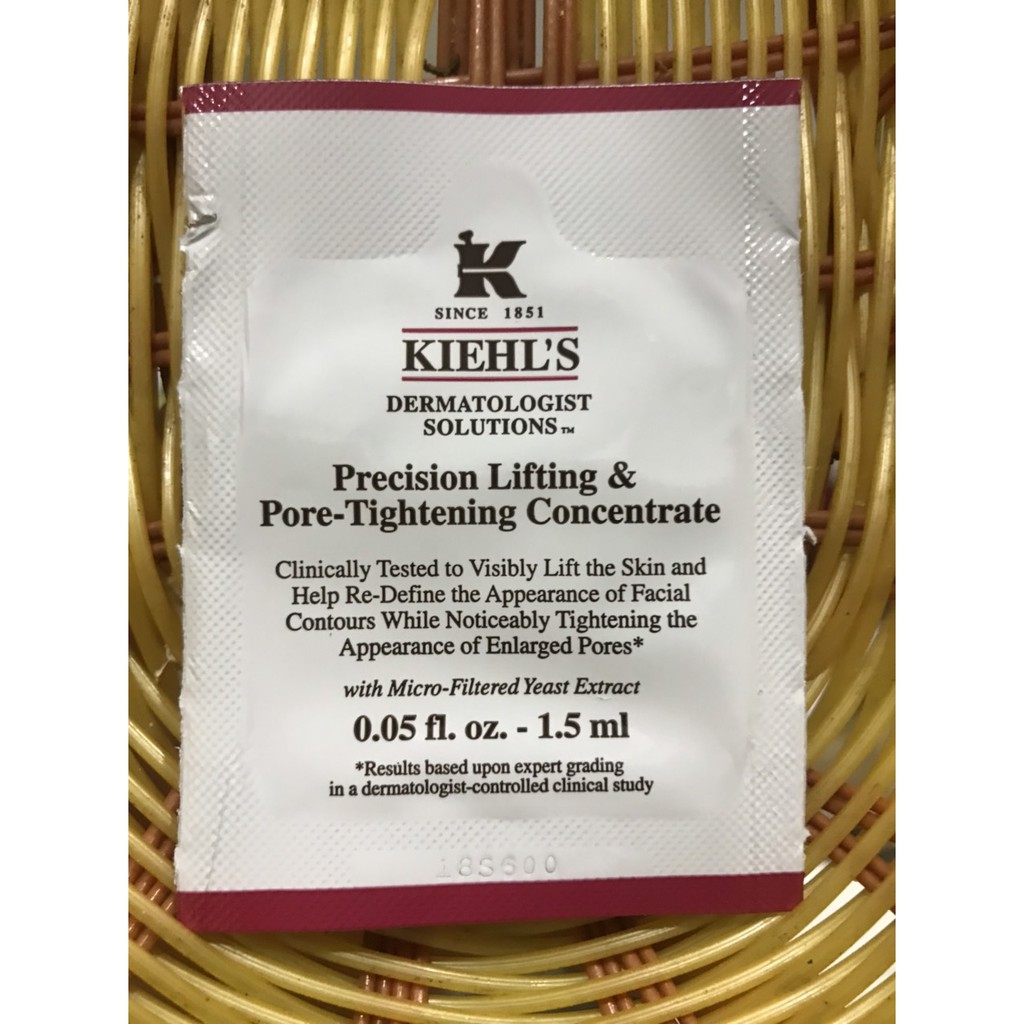 K
SINCE 1851
KIEHL'S
DERMATOLOGIST
SOLUTIONS™
Precision Lifting &
Pore-Tightening Concentrate
Clinically Tested to Visibly Lift the Skin and
Help Re-Define the Appearance of Facial
Contours While Noticeably Tightening the
Appearance of Enlarged Pores*
with Micro-Filtered Yeast Extract
0.05 fl. oz. - 1.5 ml
*Results based upon expert grading
in a dermatologist-controlled clinical study
18S600